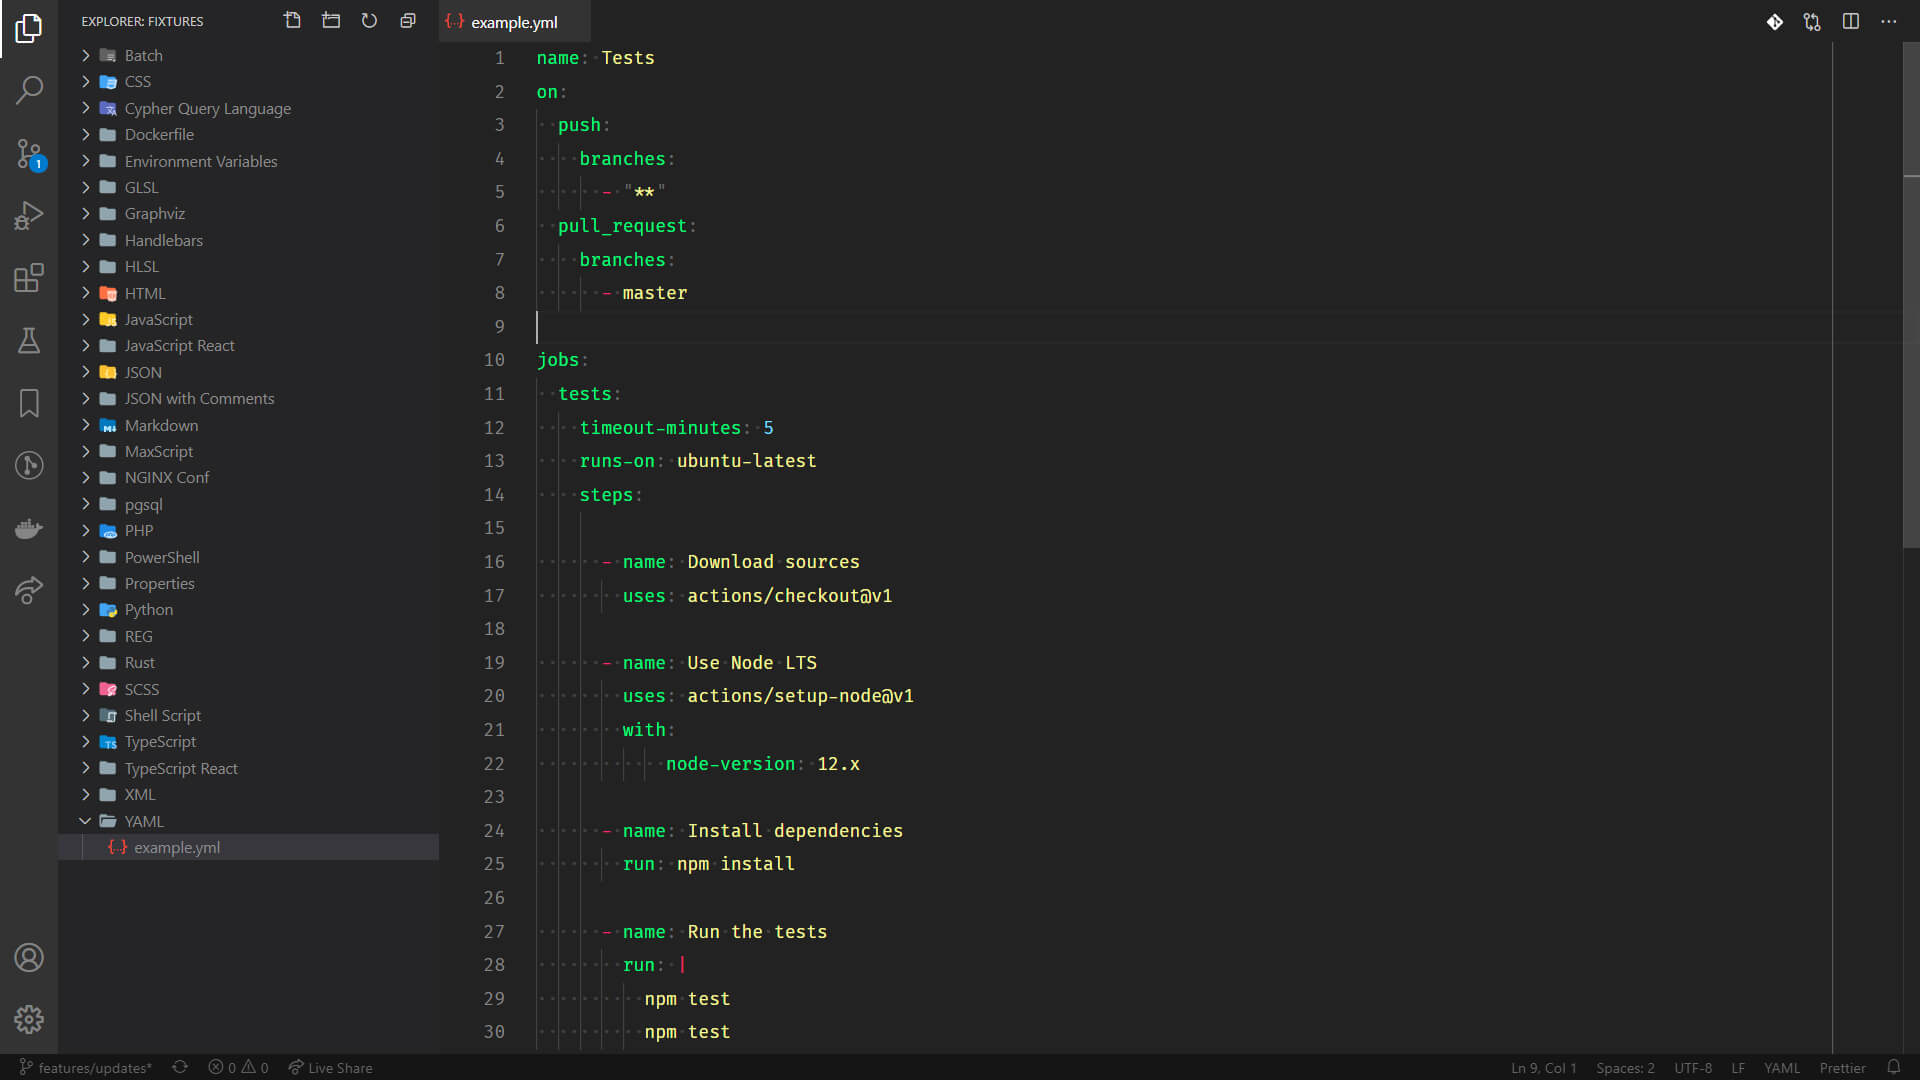 EXPLORER: FIXTURES
Batch
CSS
Cypher Query Language
Dockerfile
Environment Variables
GLSL
Graphviz
Handlebars
HLSL
HTML
JavaScript
JavaScript React
JSON
JSON with Comments
Markdown
MaxScript
NGINX Conf
pgsql
PHP
PowerShell
Properties
Python
REG
Rust
SCSS
Shell Script
TypeScript
TypeScript React
XML
YAML
{..} example.yml
1
{..} example.yml
1 name: Tests
2 on:
3 push:
4 branches:
5 - "**"
6 pull_request:
7 branches:
8 - master
9
10 jobs:
11 tests:
12 timeout-minutes: 5
13 runs-on: ubuntu-latest
14 steps:
15
16 - name: Download sources
17 uses: actions/checkout@v1
18
19 - name: Use Node LTS
20 uses: actions/setup-node@v1
21 with:
22 node-version: 12.x
23
24 - name: Install dependencies
25 run: npm install
26
27 - name: Run the tests
28 run: |
29 npm test
30 npm test
features/updates* 0 0 Live Share Ln 9, Col 1 Spaces: 2 UTF-8 LF YAML Prettier